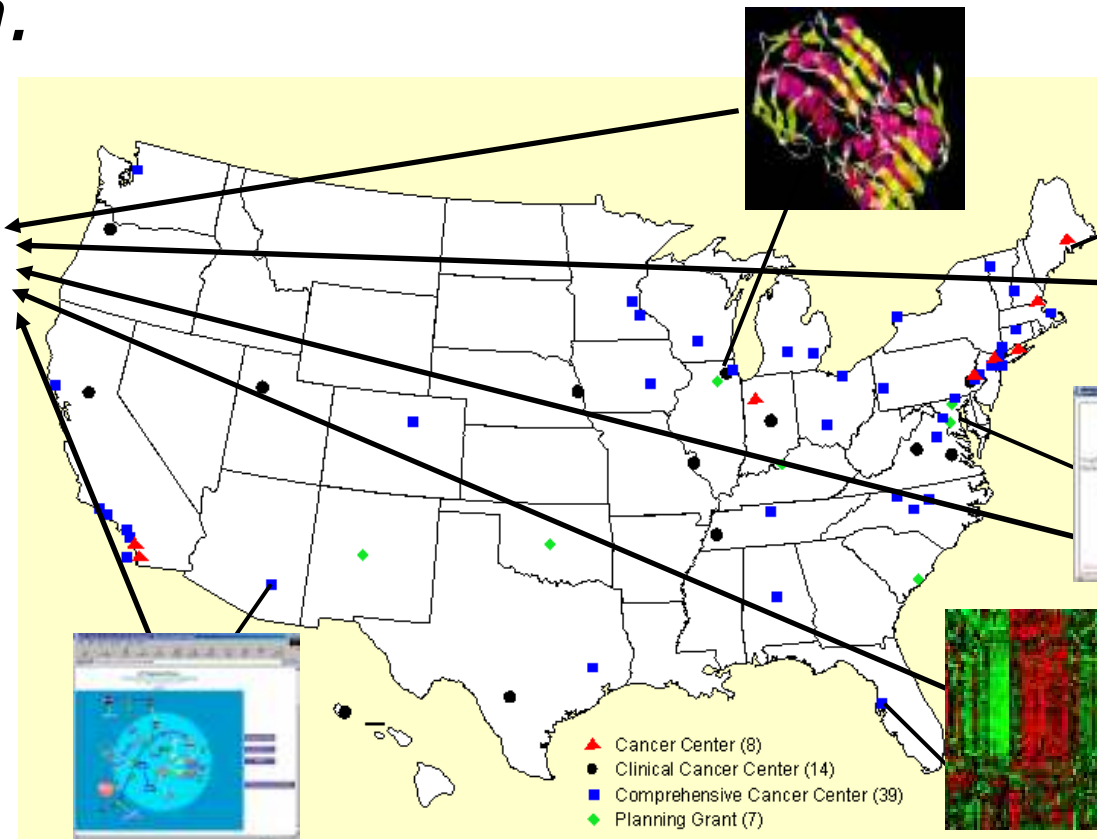 Cancer Center (8)
Clinical Cancer Center (14)
Comprehensive Cancer Center (39)
Planning Grant (7)